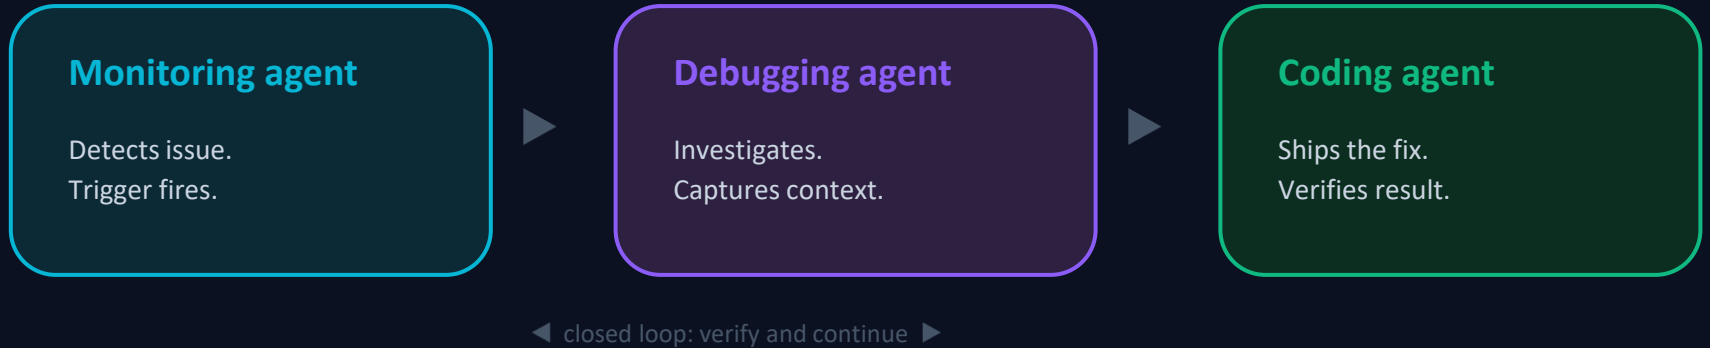 Monitoring agent
Detects issue.
Trigger fires.
Debugging agent
Investigates.
Captures context.
Coding agent
Ships the fix.
Verifies result.
◀ closed loop: verify and continue ▶